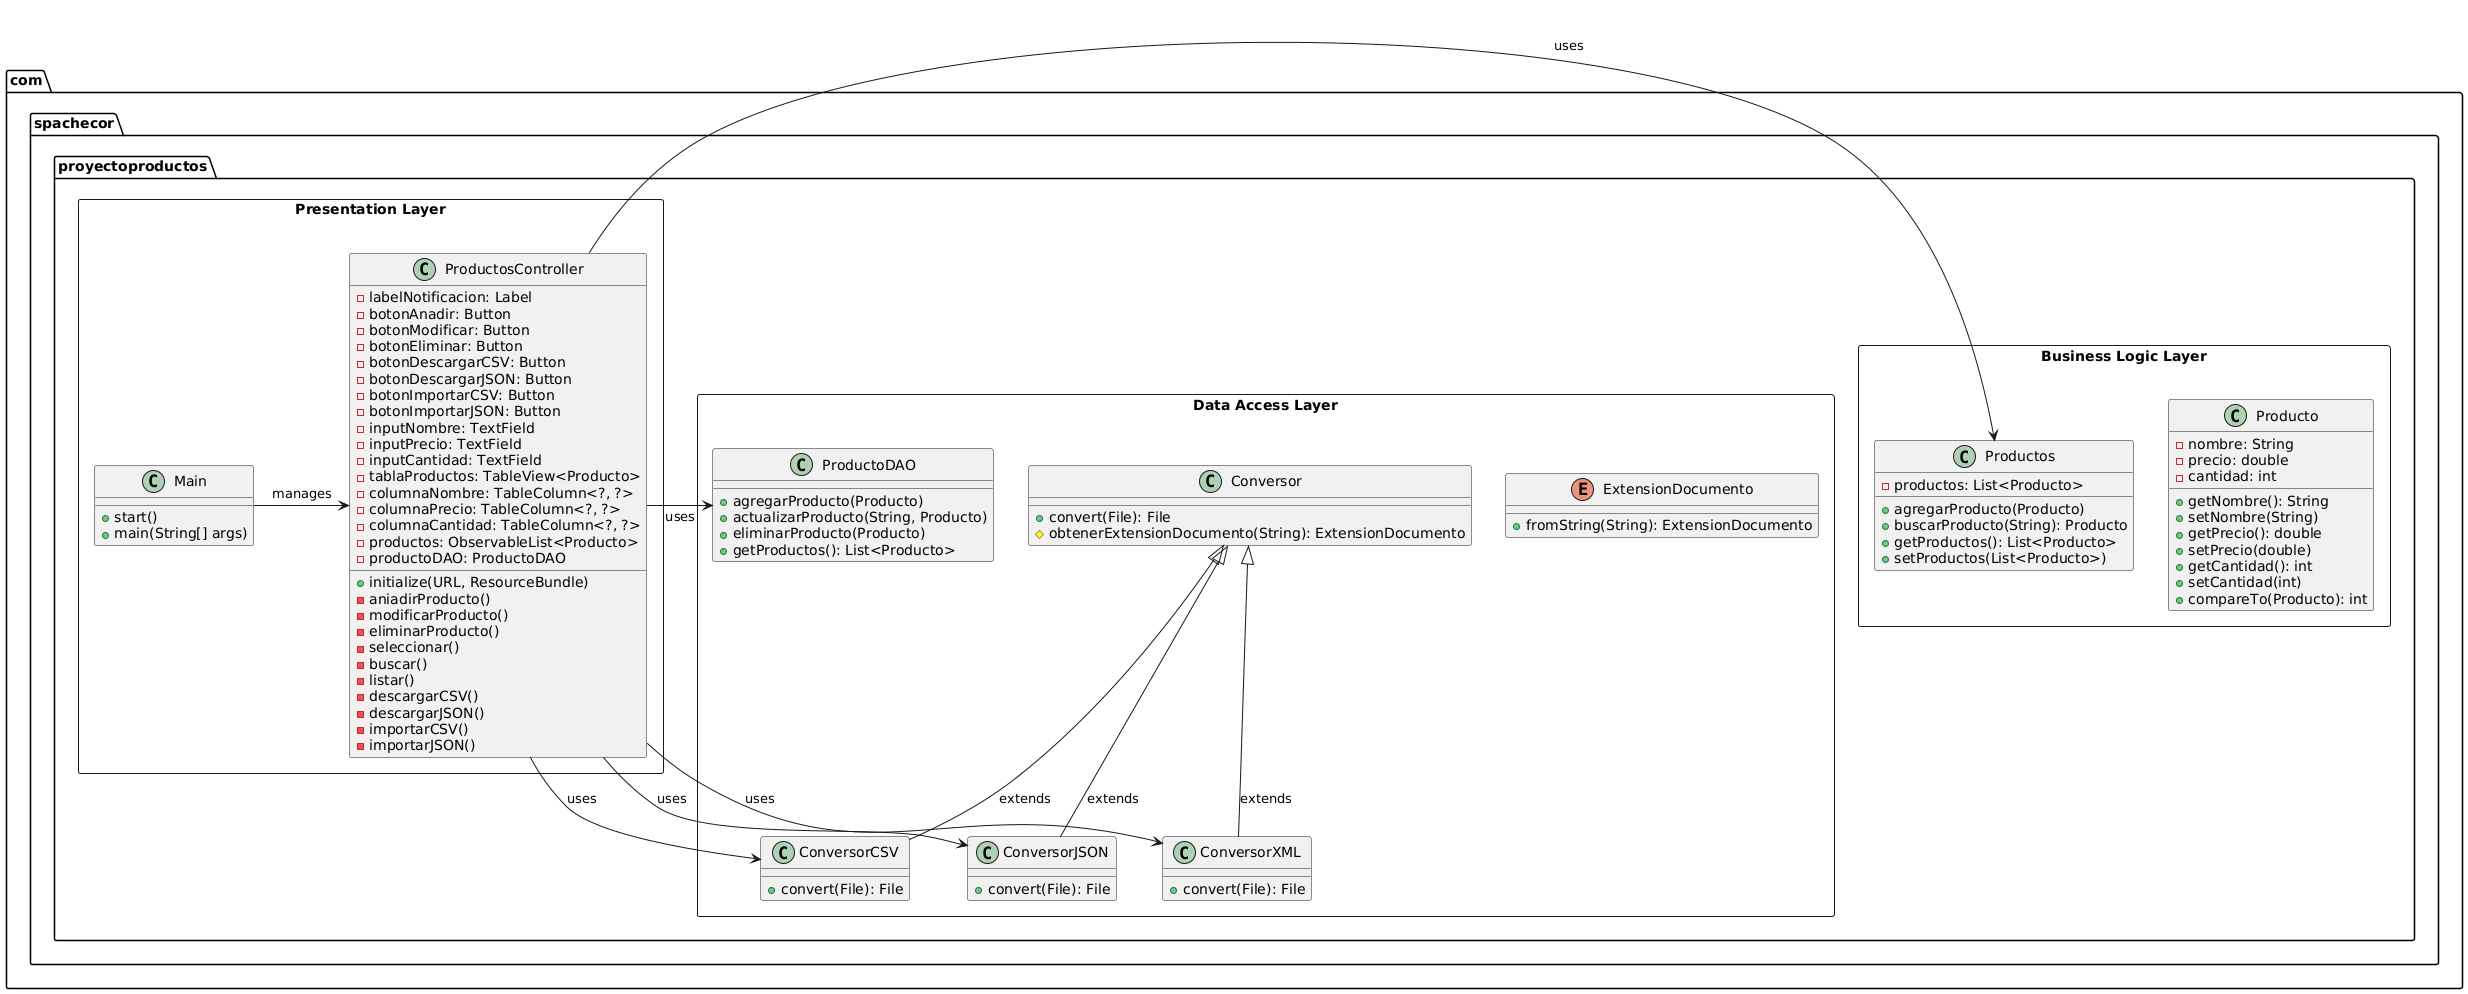 uses
com
spachecor
proyectoproductos
Presentation Layer
C ProductosController
labelNotificacion: Label
botonAnadir: Button
botonModificar: Button
botonEliminar: Button
botonDescargarCSV: Button
botonDescargarJSON: Button
botonImportarCSV: Button
botonImportarJSON: Button
inputNombre: TextField
inputPrecio: TextField
inputCantidad: TextField
tablaProductos: TableView<Producto>
columnaNombre: TableColumn<?, ?>
columnaPrecio: TableColumn<?, ?>
columnaCantidad: TableColumn<?, ?>
productos: ObservableList<Producto>
productoDAO: ProductoDAO
initialize(URL, ResourceBundle)
aniadirProducto()
modificarProducto()
eliminarProducto()
seleccionar()
buscar()
listar()
descargarCSV()
descargarJSON()
importarCSV()
importarJSON()
C Main
start()
main(String[] args)
manages
uses
Data Access Layer
C ProductoDAO
agregarProducto(Producto)
actualizarProducto(String, Producto)
eliminarProducto(Producto)
getProductos(): List<Producto>
C Conversor
convert(File): File
obtenerExtensionDocumento(String): ExtensionDocumento
E ExtensionDocumento
fromString(String): ExtensionDocumento
Business Logic Layer
C Productos
productos: List<Producto>
agregarProducto(Producto)
buscarProducto(String): Producto
getProductos(): List<Producto>
setProductos(List<Producto>)
C Producto
nombre: String
precio: double
cantidad: int
getNombre(): String
setNombre(String)
getPrecio(): double
setPrecio(double)
getCantidad(): int
setCantidad(int)
compareTo(Producto): int
uses
uses
uses
extends
extends
extends
C ConversorCSV
convert(File): File
C ConversorJSON
convert(File): File
C ConversorXML
convert(File): File